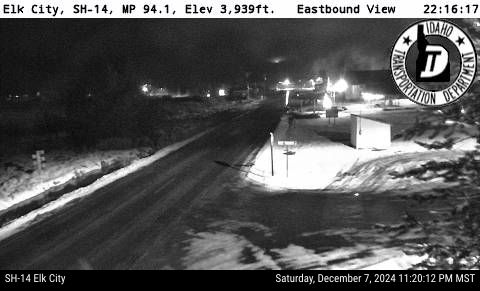 Elk City, SH-14, MP 94.1, Elev 3,939ft. Eastbound View 22:16:17
IDAHO
TRANSPORTATION DEPARTMENT
SH-14 Elk City Saturday, December 7, 2024 11:20:12 PM MST